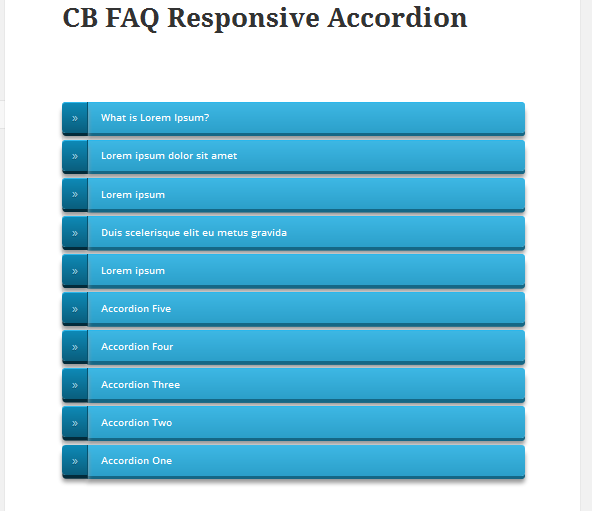 CB FAQ Responsive Accordion
» What is Lorem Ipsum?
» Lorem ipsum dolor sit amet
» Lorem ipsum
» Duis scelerisque elit eu metus gravida
» Lorem ipsum
» Accordion Five
» Accordion Four
» Accordion Three
» Accordion Two
» Accordion One